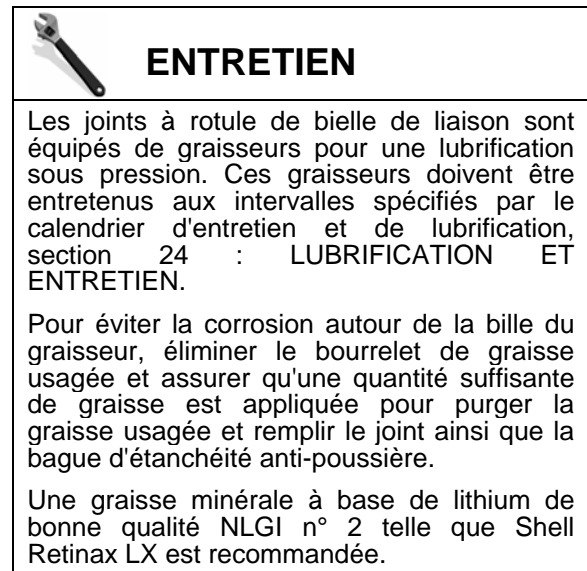 ENTRETIEN
Les joints à rotule de bielle de liaison sont
équipés de graisseurs pour une lubrification
sous pression. Ces graisseurs doivent être
entretenus aux intervalles spécifiés par le
calendrier d'entretien et de lubrification,
section 24 : LUBRIFICATION ET
ENTRETIEN.
Pour éviter la corrosion autour de la bille du
graisseur, éliminer le bourrelet de graisse
usagée et assurer qu'une quantité suffisante
de graisse est appliquée pour purger la
graisse usagée et remplir le joint ainsi que la
bague d'étanchéité anti-poussière.
Une graisse minérale à base de lithium de
bonne qualité NLGI n° 2 telle que Shell
Retinax LX est recommandée.